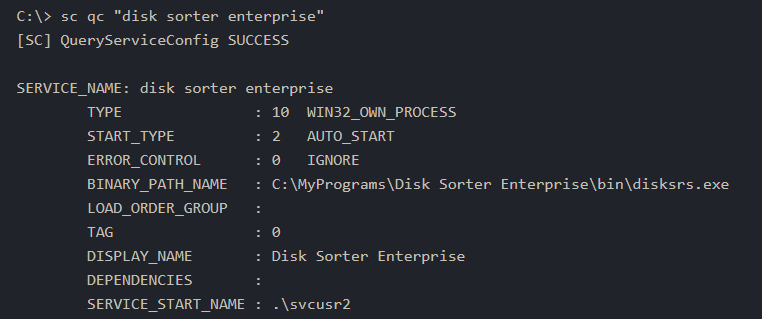 C:\> sc qc "disk sorter enterprise"
[SC] QueryServiceConfig SUCCESS

SERVICE_NAME: disk sorter enterprise
        TYPE               : 10  WIN32_OWN_PROCESS
        START_TYPE         : 2   AUTO_START
        ERROR_CONTROL      : 0   IGNORE
        BINARY_PATH_NAME   : C:\MyPrograms\Disk Sorter Enterprise\bin\disksrs.exe
        LOAD_ORDER_GROUP   :
        TAG                : 0
        DISPLAY_NAME       : Disk Sorter Enterprise
        DEPENDENCIES       :
        SERVICE_START_NAME : .\svcusr2